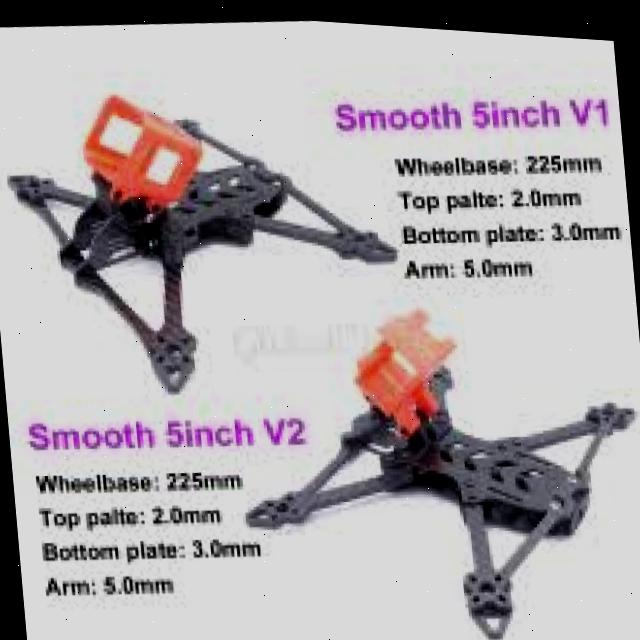 Smooth 5inch V1
Wheelbase: 225mm
Top palte: 2.0mm
Bottom plate: 3.0mm
Arm: 5.0mm
Smooth 5inch V2
Wheelbase: 225mm
Top palte: 2.0mm
Bottom plate: 3.0mm
Arm: 5.0mm